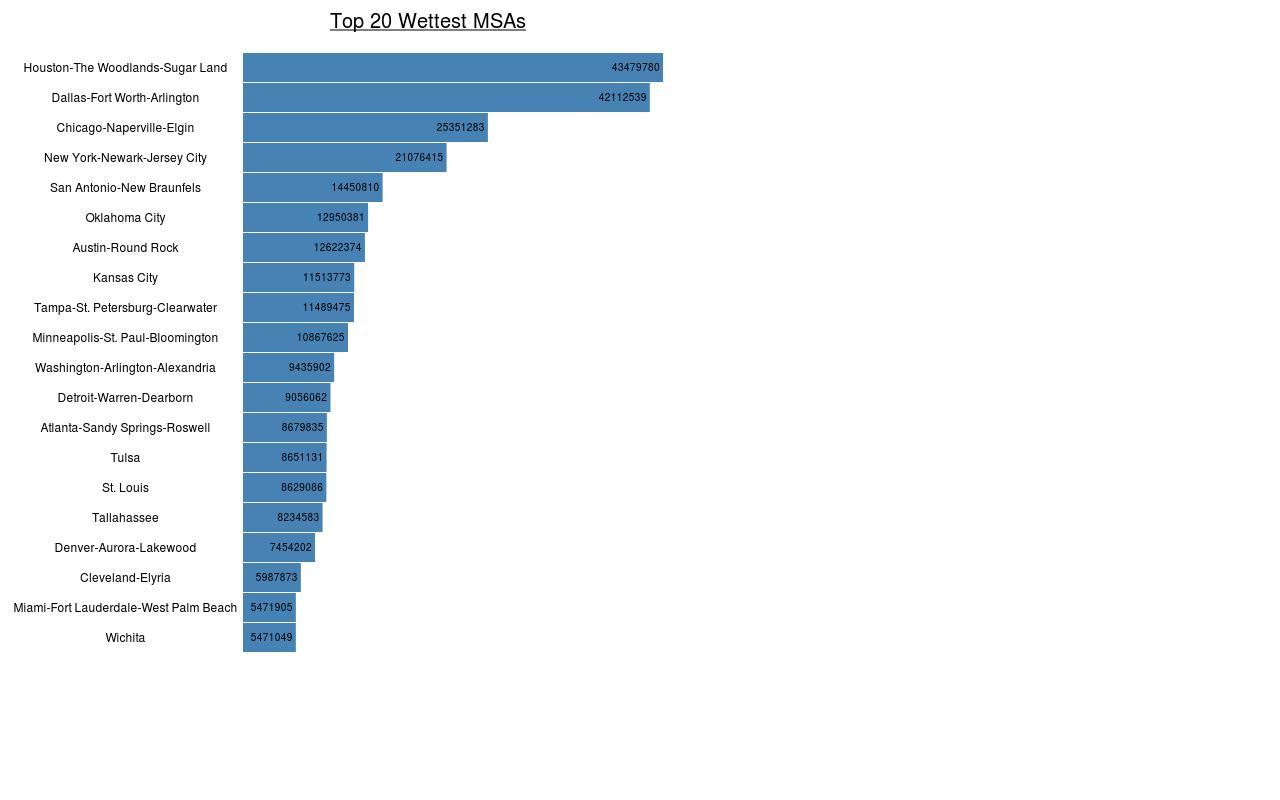 Top 20 Wettest MSAs
Houston-The Woodlands-Sugar Land 43479780
Dallas-Fort Worth-Arlington 42112539
Chicago-Naperville-Elgin 25351283
New York-Newark-Jersey City 21076415
San Antonio-New Braunfels 14450810
Oklahoma City 12950381
Austin-Round Rock 12622374
Kansas City 11513773
Tampa-St. Petersburg-Clearwater 11489475
Minneapolis-St. Paul-Bloomington 10867625
Washington-Arlington-Alexandria 9435902
Detroit-Warren-Dearborn 9056062
Atlanta-Sandy Springs-Roswell 8679835
Tulsa 8651131
St. Louis 8629086
Tallahassee 8234583
Denver-Aurora-Lakewood 7454202
Cleveland-Elyria 5987873
Miami-Fort Lauderdale-West Palm Beach 5471905
Wichita 5471049